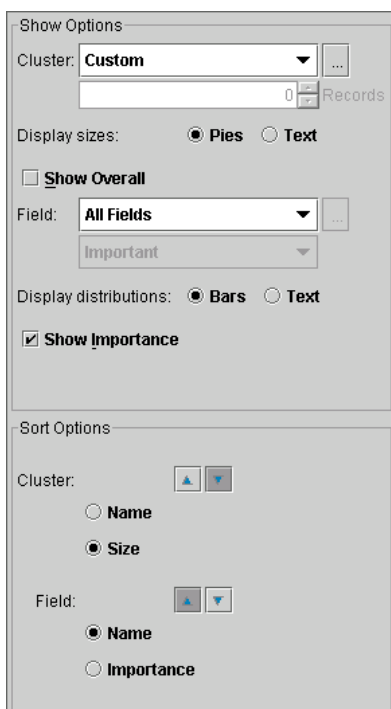 Show Options
Cluster: Custom ...
0 Records
Display sizes: Pies Text
Show Overall
Field: All Fields ...
Important
Display distributions: Bars Text
Show Importance
Sort Options
Cluster:
Name
Size
Field:
Name
Importance